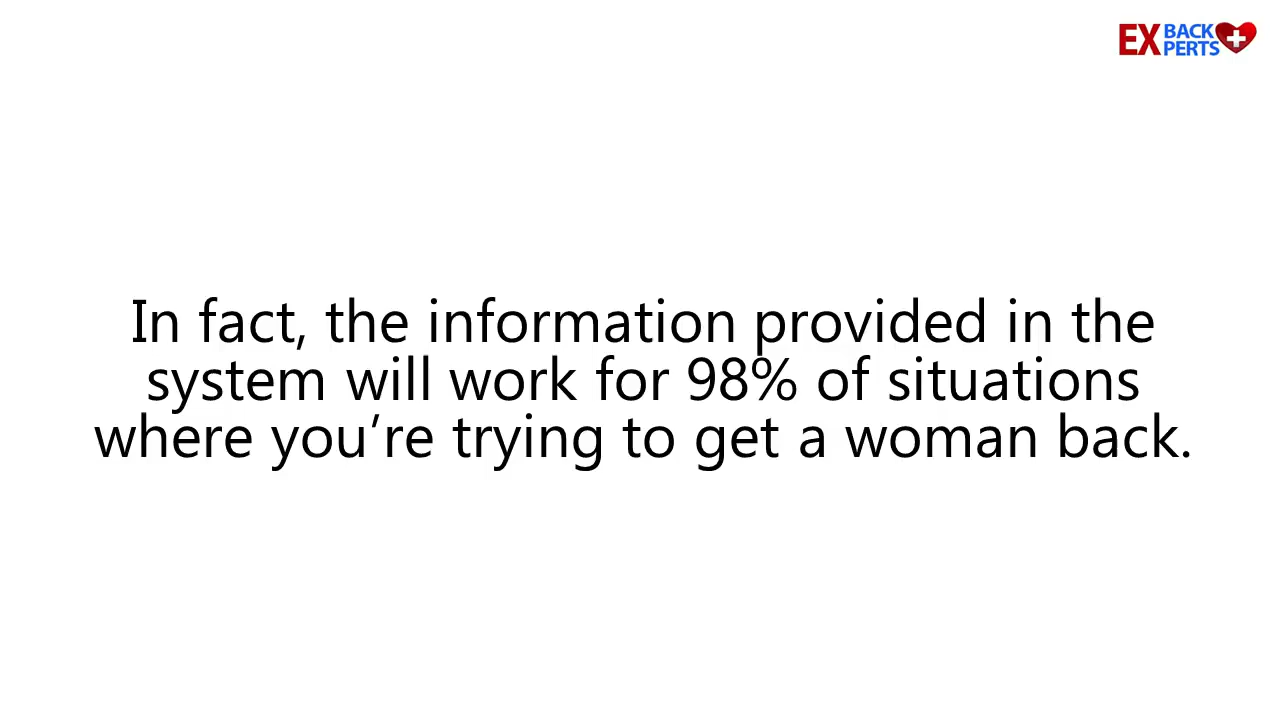 EX BACK
PERTS
In fact, the information provided in the
system will work for 98% of situations
where you’re trying to get a woman back.